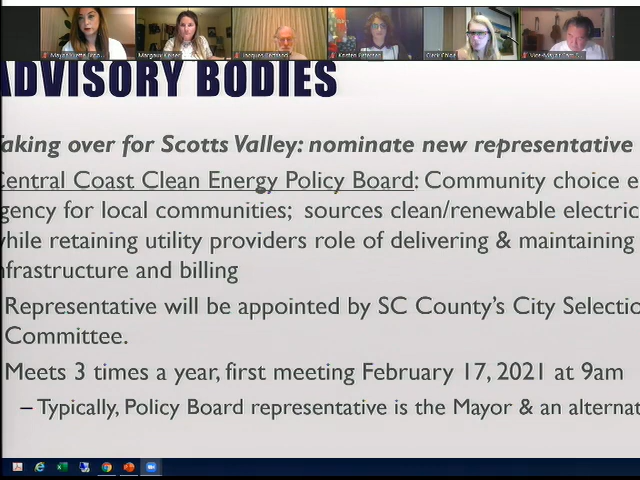 ADVISORY BODIES
aking over for Scotts Valley: nominate new representative
Central Coast Clean Energy Policy Board: Community choice e
gency for local communities; sources clean/renewable electric
while retaining utility providers role of delivering & maintaining
nfrastructure and billing
Representative will be appointed by SC County's City Selectio
Committee.
Meets 3 times a year, first meeting February 17, 2021 at 9am
– Typically, Policy Board representative is the Mayor & an alternat